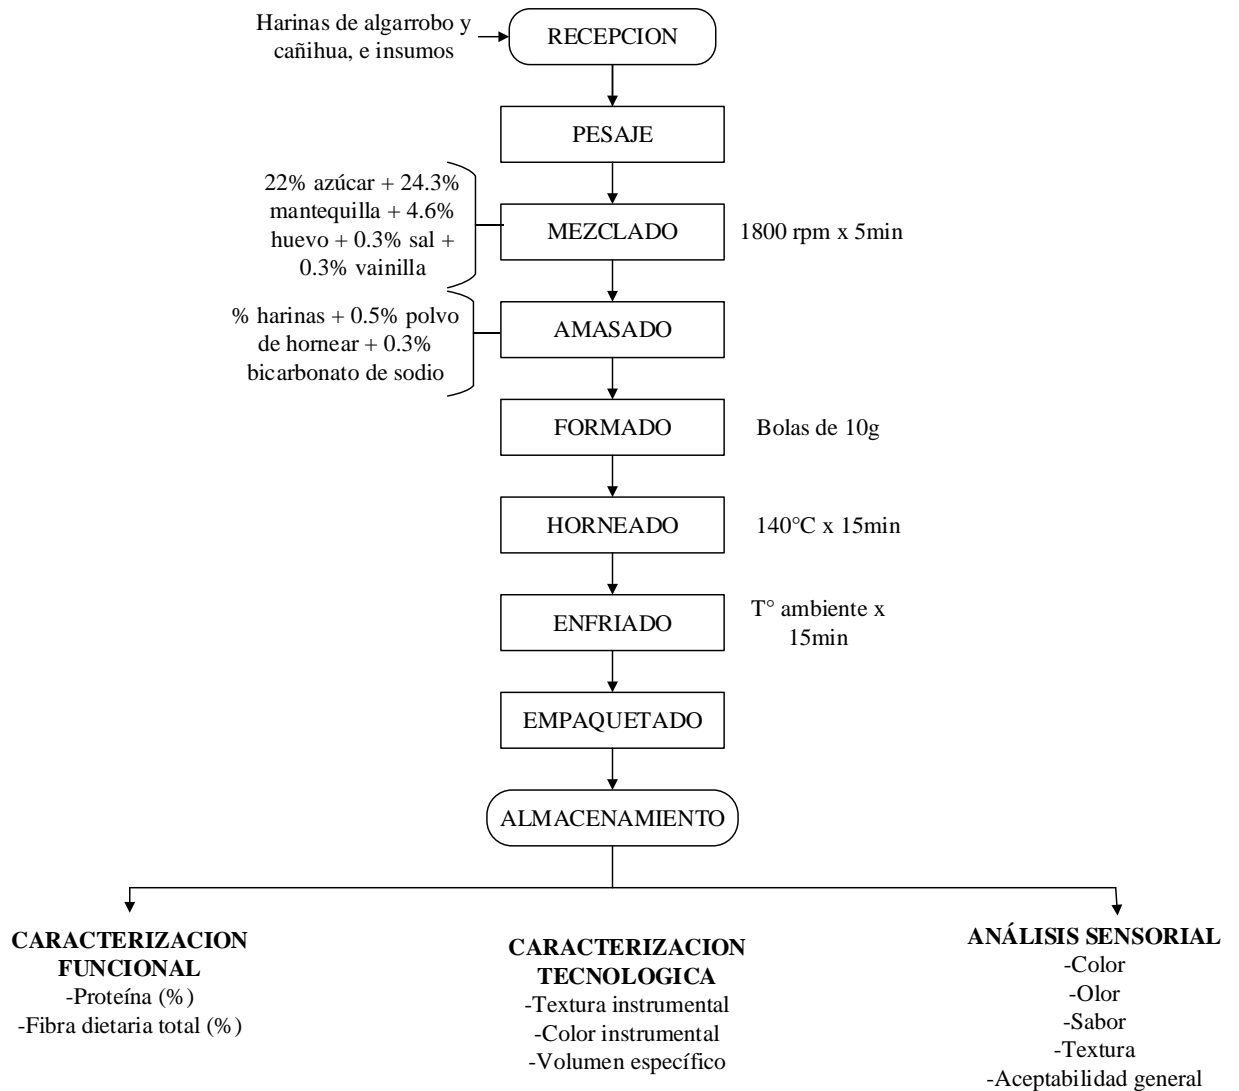 Harinas de algarrobo y
cañihua, e insumos
RECEPCION
PESAJE
22% azúcar + 24.3%
mantequilla + 4.6%
huevo + 0.3% sal +
0.3% vainilla
MEZCLADO
1800 rpm x 5min
% harinas + 0.5% polvo
de hornear + 0.3%
bicarbonato de sodio
AMASADO
FORMADO
Bolas de 10g
HORNEADO
140°C x 15min
ENFRIADO
T° ambiente x
15min
EMPAQUETADO
ALMACENAMIENTO
CARACTERIZACION
FUNCIONAL
-Proteína (%)
-Fibra dietaria total (%)
CARACTERIZACION
TECNOLOGICA
-Textura instrumental
-Color instrumental
-Volumen específico
ANÁLISIS SENSORIAL
-Color
-Olor
-Sabor
-Textura
-Aceptabilidad general